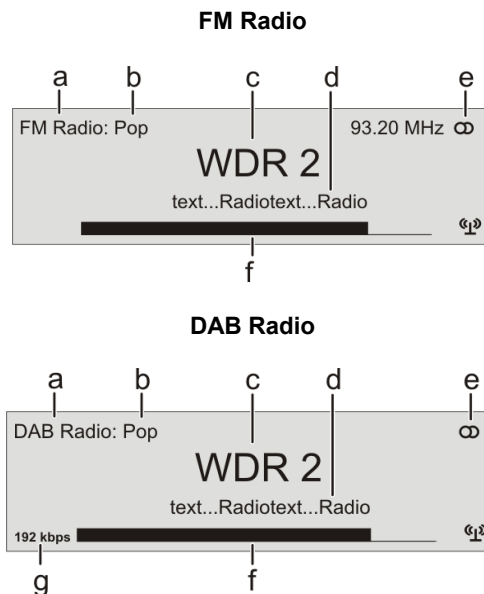 FM Radio
a b c d e
FM Radio: Pop 93.20 MHz
WDR 2
text...Radiotext...Radio
f
DAB Radio
a b c d e
DAB Radio: Pop
WDR 2
text...Radiotext...Radio
192 kbps
g f